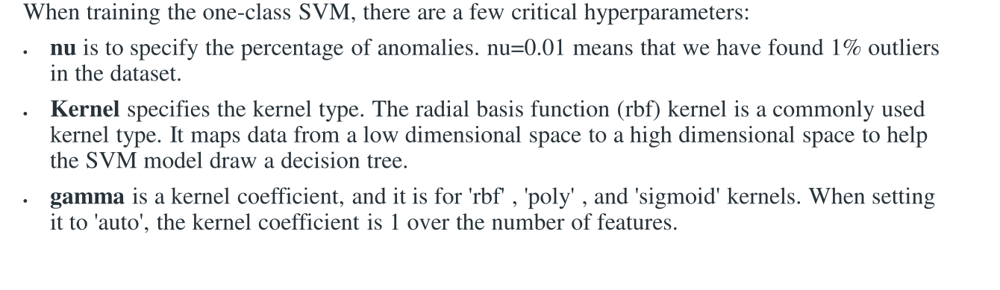 When training the one-class SVM, there are a few critical hyperparameters:
• nu is to specify the percentage of anomalies. nu=0.01 means that we have found 1% outliers
in the dataset.
• Kernel specifies the kernel type. The radial basis function (rbf) kernel is a commonly used
kernel type. It maps data from a low dimensional space to a high dimensional space to help
the SVM model draw a decision tree.
• gamma is a kernel coefficient, and it is for 'rbf' , 'poly' , and 'sigmoid' kernels. When setting
it to 'auto', the kernel coefficient is 1 over the number of features.